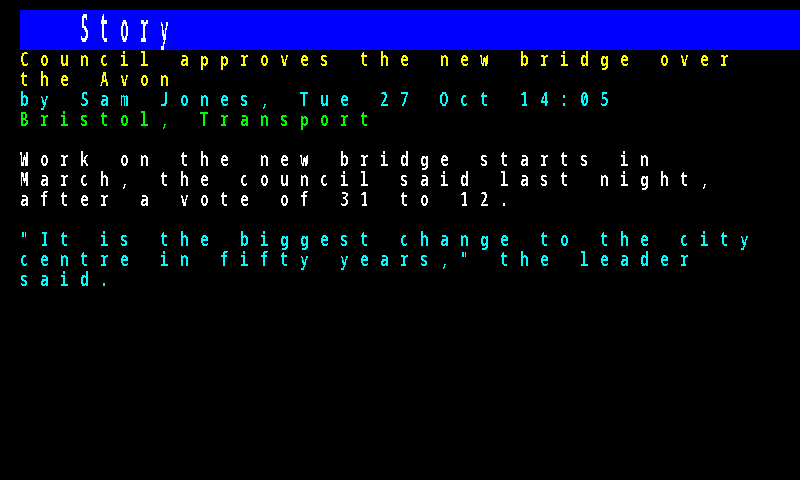 Story
Council approves the new bridge over
the Avon
by Sam Jones, Tue 27 Oct 14:05
Bristol, Transport
Work on the new bridge starts in
March, the council said last night,
after a vote of 31 to 12.
"It is the biggest change to the city
centre in fifty years," the leader
said.